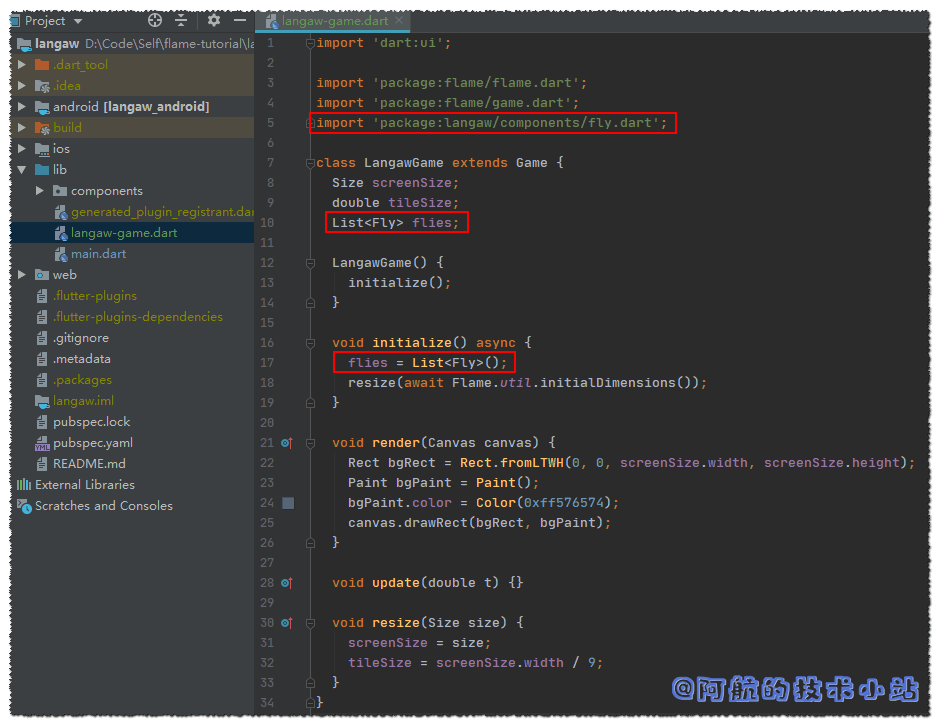 Project
langaw-game.dart
langaw D:\Code\Self\flame-tutorial\la
.dart_tool
.idea
android [langaw_android]
build
ios
lib
components
generated_plugin_registrant.dar
langaw-game.dart
main.dart
web
.flutter-plugins
.flutter-plugins-dependencies
.gitignore
.metadata
.packages
langaw.iml
pubspec.lock
pubspec.yaml
README.md
External Libraries
Scratches and Consoles
1 import 'dart:ui';
2
3 import 'package:flame/flame.dart';
4 import 'package:flame/game.dart';
5 import 'package:langaw/components/fly.dart';
6
7 class LangawGame extends Game {
8 Size screenSize;
9 double tileSize;
10 List<Fly> flies;
11
12 LangawGame() {
13 initialize();
14 }
15
16 void initialize() async {
17 flies = List<Fly>();
18 resize(await Flame.util.initialDimensions());
19 }
20
21 void render(Canvas canvas) {
22 Rect bgRect = Rect.fromLTWH(0, 0, screenSize.width, screenSize.height);
23 Paint bgPaint = Paint();
24 bgPaint.color = Color(0xff576574);
25 canvas.drawRect(bgRect, bgPaint);
26 }
27
28 void update(double t) {}
29
30 void resize(Size size) {
31 screenSize = size;
32 tileSize = screenSize.width / 9;
33 }
34 }
@阿航的技术小站